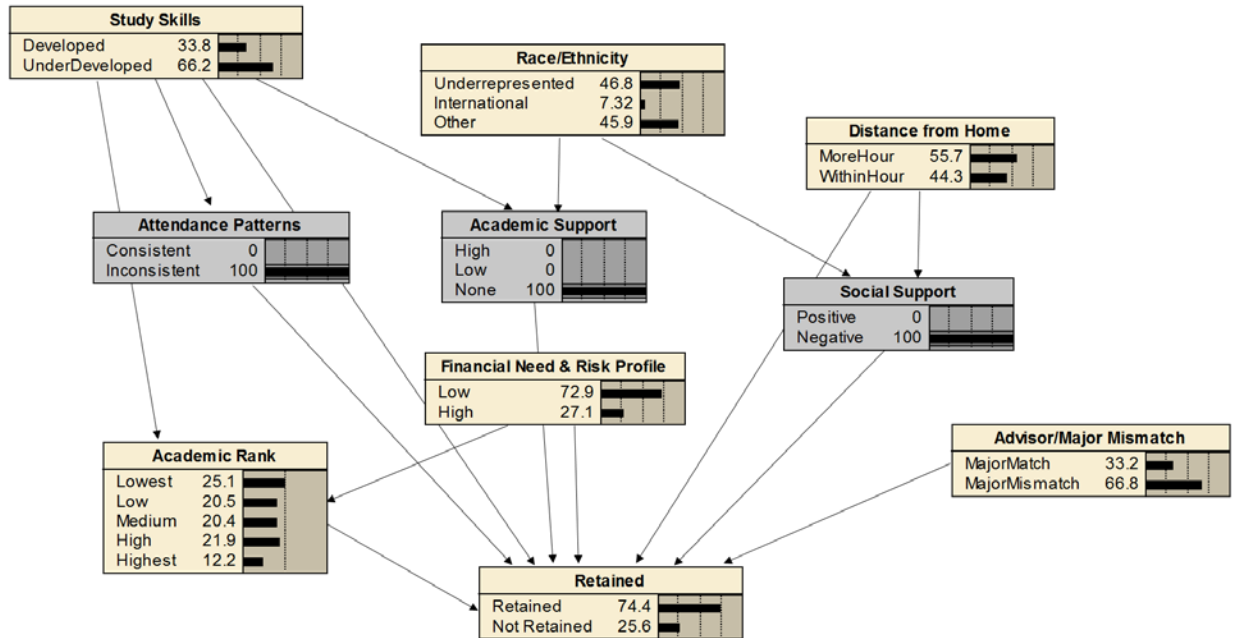 Study Skills
Developed 33.8
UnderDeveloped 66.2
Race/Ethnicity
Underrepresented 46.8
International 7.32
Other 45.9
Distance from Home
MoreHour 55.7
WithinHour 44.3
Attendance Patterns
Consistent 0
Inconsistent 100
Academic Support
High 0
Low 0
None 100
Social Support
Positive 0
Negative 100
Financial Need & Risk Profile
Low 72.9
High 27.1
Academic Rank
Lowest 25.1
Low 20.5
Medium 20.4
High 21.9
Highest 12.2
Advisor/Major Mismatch
MajorMatch 33.2
MajorMismatch 66.8
Retained
Retained 74.4
Not Retained 25.6